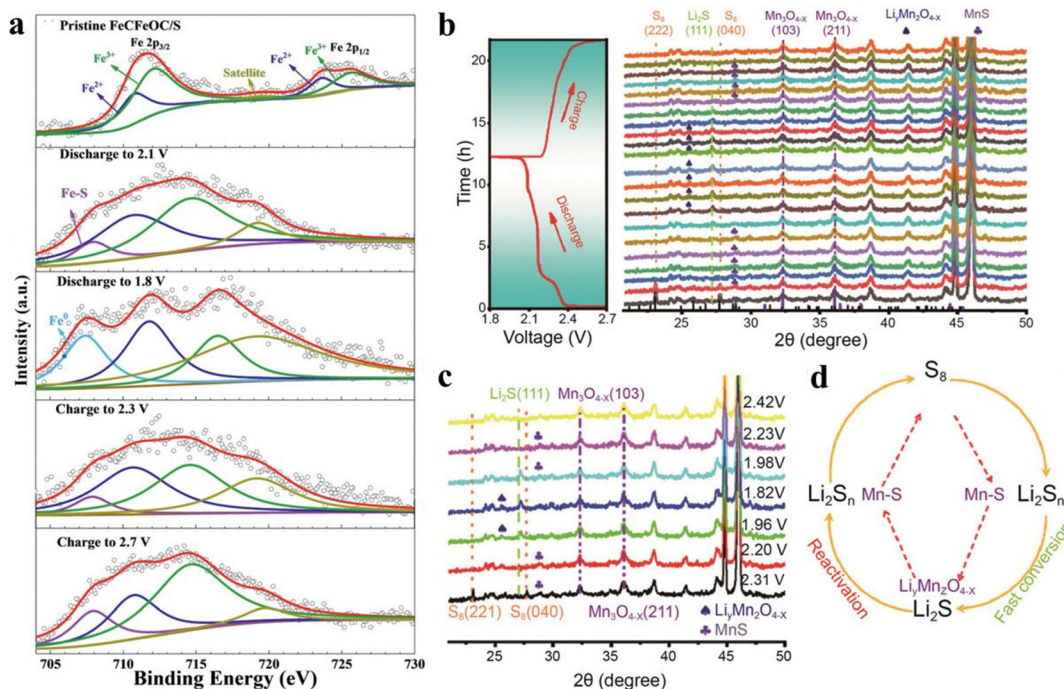 a
Pristine FeCFeOC/S
Fe 2p3/2
Fe3+
Fe2+
Satellite
Fe2+
Fe3+
Fe 2p1/2
Discharge to 2.1 V
Fe-S
Discharge to 1.8 V
Fe0
Charge to 2.3 V
Charge to 2.7 V
Intensity (a.u.)
705 710 715 720 725 730
Binding Energy (eV)
b
Time (h)
20
15
10
5
0
Charge
Discharge
1.8 2.1 2.4 2.7
Voltage (V)
S8 Li2S S8 Mn3O4-X Mn3O4-X LiyMn2O4-X MnS
(222) (111) (040) (103) (211) ♠ ♣
25 30 35 40 45 50
2θ (degree)
c
Li2S(111) Mn3O4-X(103)
2.42V
2.23V
1.98V
1.82V
1.96 V
2.20 V
2.31 V
S8(221) S8(040) Mn3O4-X(211) ♠ LiyMn2O4-X
♣ MnS
25 30 35 40 45 50
2θ (degree)
d
S8
Li2Sn Mn-S Mn-S Li2Sn
LiyMnzO4-X
Li2S
Reactivation
Fast conversion